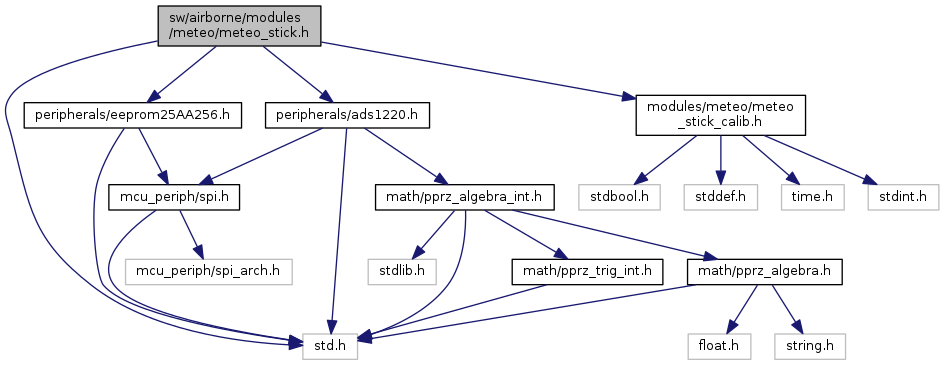 sw/airborne/modules
/meteo/meteo_stick.h
peripherals/eeprom25AA256.h
peripherals/ads1220.h
modules/meteo/meteo
_stick_calib.h
mcu_periph/spi.h
math/pprz_algebra_int.h
stdbool.h
stddef.h
time.h
stdint.h
mcu_periph/spi_arch.h
stdlib.h
math/pprz_trig_int.h
math/pprz_algebra.h
std.h
float.h
string.h